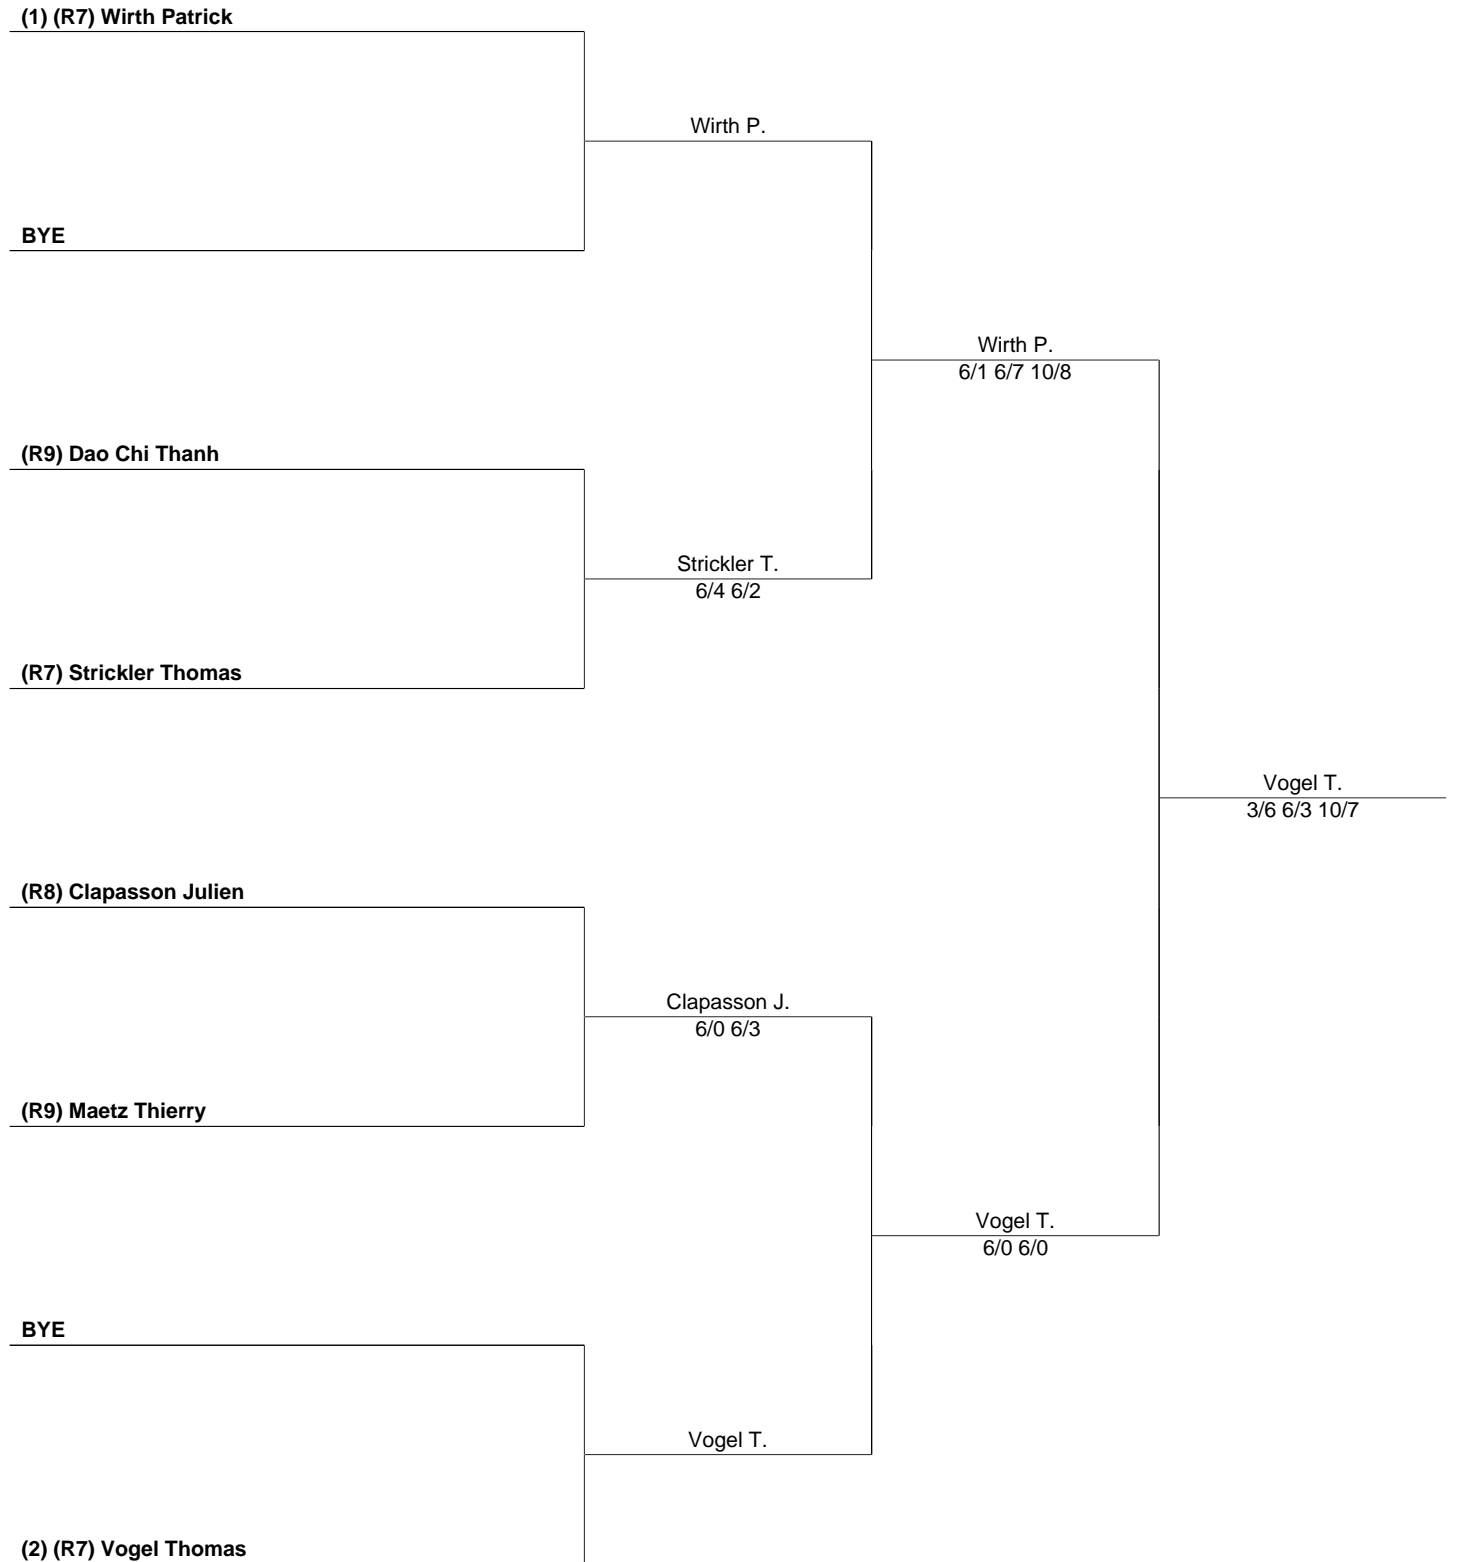 (1) (R7) Wirth Patrick
Wirth P.
BYE
Wirth P.
6/1 6/7 10/8
(R9) Dao Chi Thanh
Strickler T.
6/4 6/2
(R7) Strickler Thomas
Vogel T.
3/6 6/3 10/7
(R8) Clapasson Julien
Clapasson J.
6/0 6/3
(R9) Maetz Thierry
Vogel T.
6/0 6/0
BYE
Vogel T.
(2) (R7) Vogel Thomas